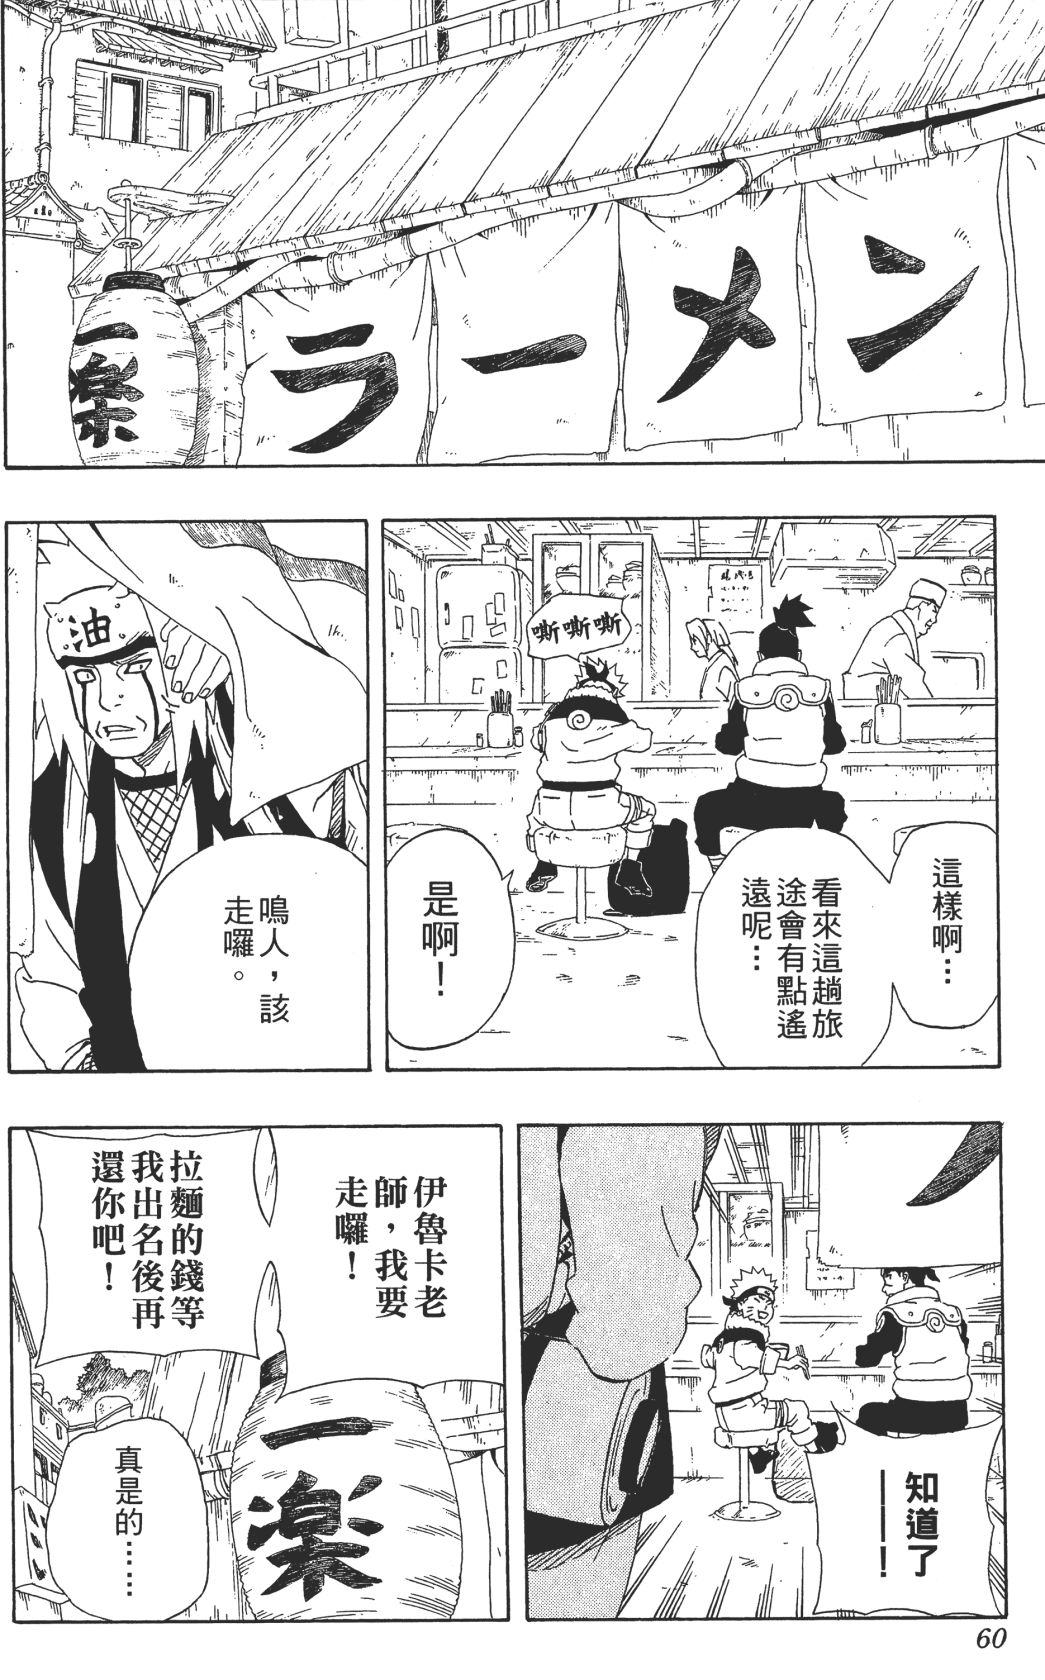 一楽
ラーメン
這樣啊…
看來這趟旅
途會有點遙
遠呢…
嘶嘶嘶
是啊！
油
鳴人，該
走囉。
知道了
——！
伊魯卡老
師，我要
走囉！
拉麵的錢等
我出名後再
還你吧！
一楽
真是的……
60